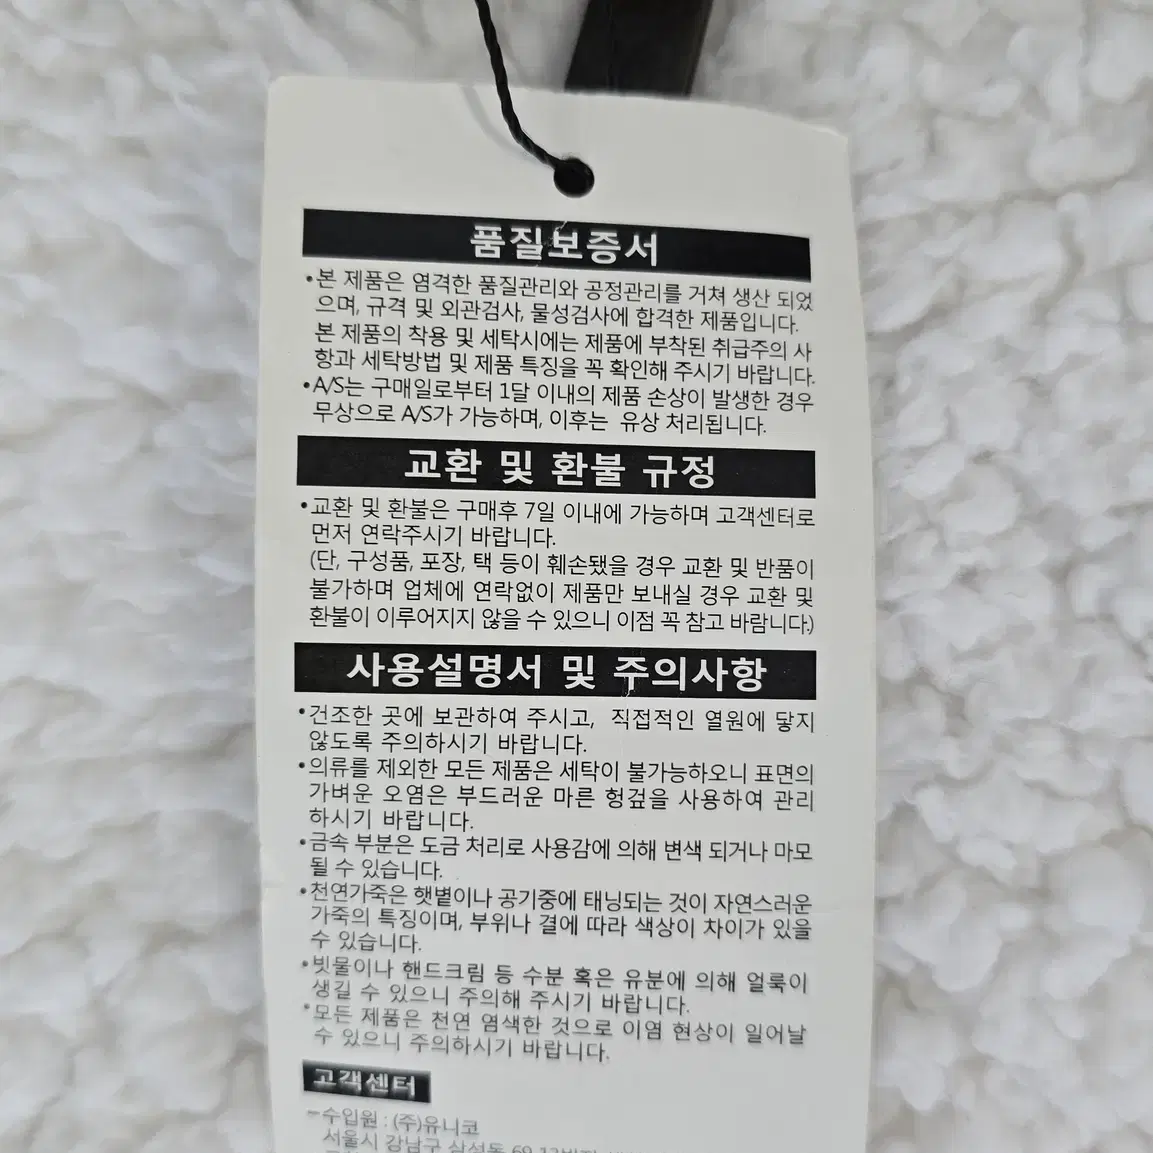 품질보증서
•본 제품은 염격한 품질관리와 공정관리를 거쳐 생산 되었
으며, 규격 및 외관검사, 물성검사에 합격한 제품입니다.
본 제품의 착용 및 세탁시에는 제품에 부착된 취급주의 사
항과 세탁방법 및 제품 특징을 꼭 확인해 주시기 바랍니다.
•A/S는 구매일로부터 1달 이내의 제품 손상이 발생한 경우
무상으로 A/S가 가능하며, 이후는 유상 처리됩니다.
교환 및 환불 규정
•교환 및 환불은 구매후 7일 이내에 가능하며 고객센터로
먼저 연락주시기 바랍니다.
(단, 구성품, 포장, 택 등이 훼손됐을 경우 교환 및 반품이
불가하며 업체에 연락없이 제품만 보내실 경우 교환 및
환불이 이루어지지 않을 수 있으니 이점 꼭 참고 바랍니다.)
사용설명서 및 주의사항
•건조한 곳에 보관하여 주시고, 직접적인 열원에 닿지
않도록 주의하시기 바랍니다.
•의류를 제외한 모든 제품은 세탁이 불가능하오니 표면의
가벼운 오염은 부드러운 마른 헝겊을 사용하여 관리
하시기 바랍니다.
•금속 부분은 도금 처리로 사용감에 의해 변색 되거나 마모
될 수 있습니다.
•천연가죽은 햇볕이나 공기중에 태닝되는 것이 자연스러운
가죽의 특징이며, 부위나 결에 따라 색상이 차이가 있을
수 있습니다.
•빗물이나 핸드크림 등 수분 혹은 유분에 의해 얼룩이
생길 수 있으니 주의해 주시기 바랍니다.
•모든 제품은 천연 염색한 것으로 이염 현상이 일어날
수 있으니 주의하시기 바랍니다.
고객센터
-수입원 : (주)유니코
서울시 강남구 삼성동